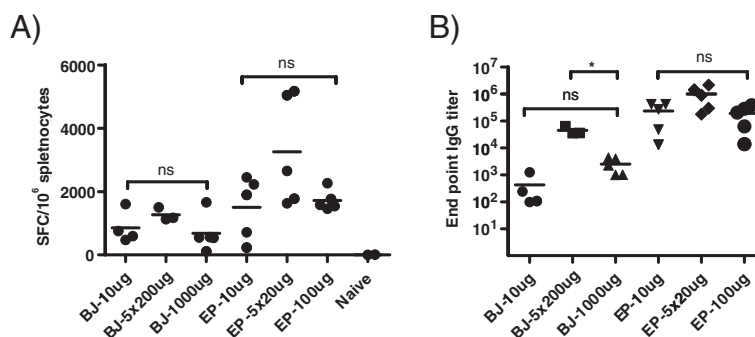 A)
B)
SFC/10⁶ spletnocytes
6000
4000
2000
0
ns
ns
BJ-10ug
BJ-5x200ug
BJ-1000ug
EP-10ug
EP-5x20ug
EP-100ug
Naive
End point IgG titer
10⁷
10⁶
10⁵
10⁴
10³
10²
10¹
*
ns
ns
BJ-10ug
BJ-5x200ug
BJ-1000ug
EP-10ug
EP-5x20ug
EP-100ug